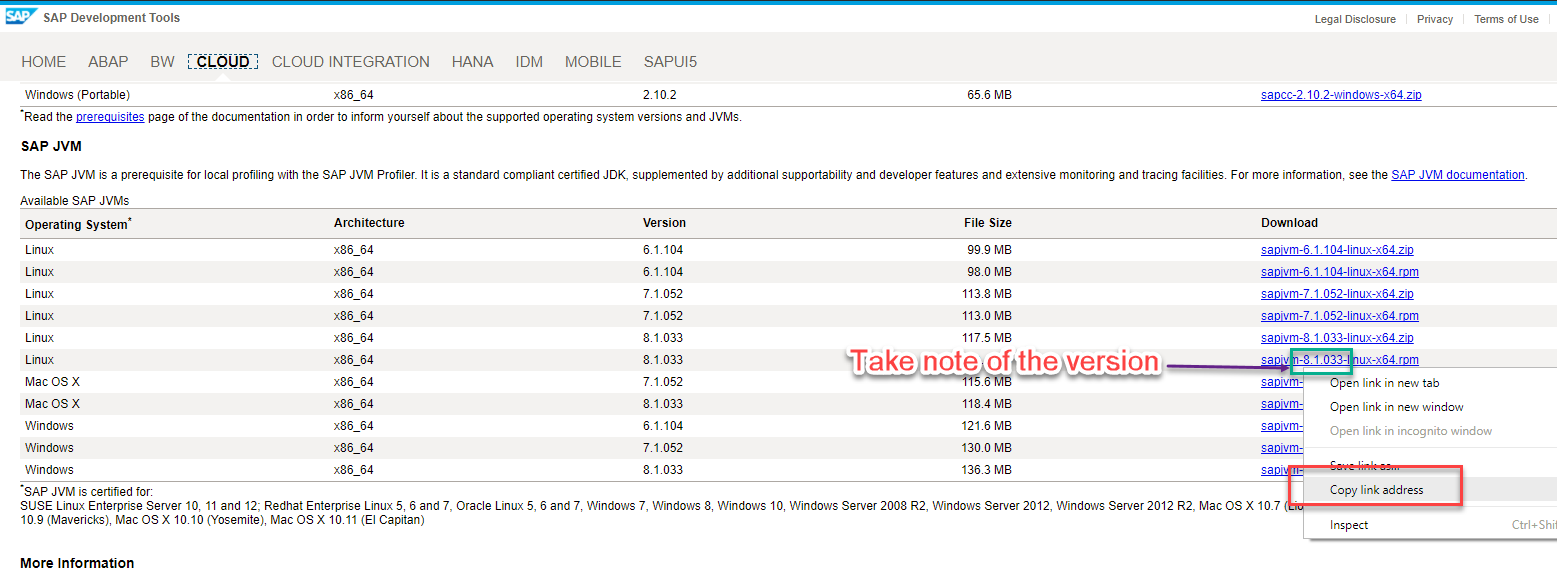 SAP SAP Development Tools
Legal Disclosure Privacy Terms of Use
HOME ABAP BW CLOUD CLOUD INTEGRATION HANA IDM MOBILE SAPUI5
Windows (Portable) x86_64 2.10.2 65.6 MB sapcc-2.10.2-windows-x64.zip
*Read the prerequisites page of the documentation in order to inform yourself about the supported operating system versions and JVMs.
SAP JVM
The SAP JVM is a prerequisite for local profiling with the SAP JVM Profiler. It is a standard compliant certified JDK, supplemented by additional supportability and developer features and extensive monitoring and tracing facilities. For more information, see the SAP JVM documentation.
Available SAP JVMs
Operating System* Architecture Version File Size Download
Linux x86_64 6.1.104 99.9 MB sapjvm-6.1.104-linux-x64.zip
Linux x86_64 6.1.104 98.0 MB sapjvm-6.1.104-linux-x64.rpm
Linux x86_64 7.1.052 113.8 MB sapjvm-7.1.052-linux-x64.zip
Linux x86_64 7.1.052 113.0 MB sapjvm-7.1.052-linux-x64.rpm
Linux x86_64 8.1.033 117.5 MB sapjvm-8.1.033-linux-x64.zip
Linux x86_64 8.1.033 sapjvm-8.1.033-linux-x64.rpm
Take note of the version
Mac OS X x86_64 7.1.052 115.6 MB sapjvm-
Mac OS X x86_64 8.1.033 118.4 MB sapjvm-
Windows x86_64 6.1.104 121.6 MB sapjvm-
Windows x86_64 7.1.052 130.0 MB sapjvm-
Windows x86_64 8.1.033 136.3 MB sapjvm-
Open link in new tab
Open link in new window
Open link in incognito window
Save link as...
Copy link address
Inspect Ctrl+Shif
*SAP JVM is certified for:
SUSE Linux Enterprise Server 10, 11 and 12; Redhat Enterprise Linux 5, 6 and 7, Oracle Linux 5, 6 and 7, Windows 7, Windows 8, Windows 10, Windows Server 2008 R2, Windows Server 2012, Windows Server 2012 R2, Mac OS X 10.7 (Lio
10.9 (Mavericks), Mac OS X 10.10 (Yosemite), Mac OS X 10.11 (El Capitan)
More Information